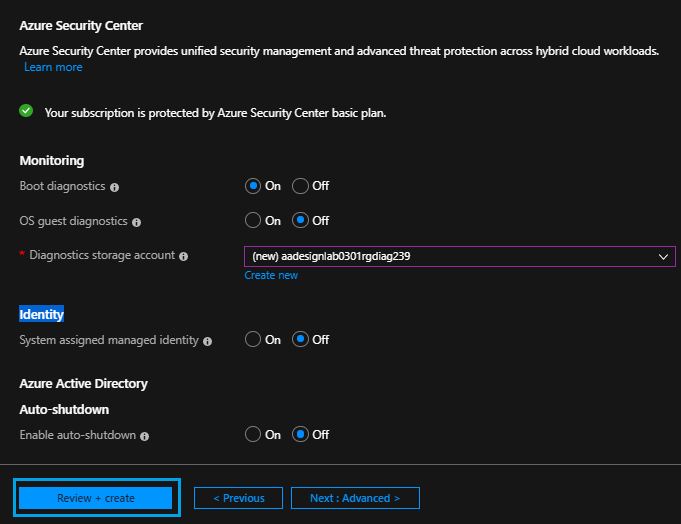 Azure Security Center
Azure Security Center provides unified security management and advanced threat protection across hybrid cloud workloads.
Learn more
Your subscription is protected by Azure Security Center basic plan.
Monitoring
Boot diagnostics On Off
OS guest diagnostics On Off
* Diagnostics storage account (new) aadesignlab0301rgdiag239
Create new
Identity
System assigned managed identity On Off
Azure Active Directory
Auto-shutdown
Enable auto-shutdown On Off
Review + create < Previous Next : Advanced >